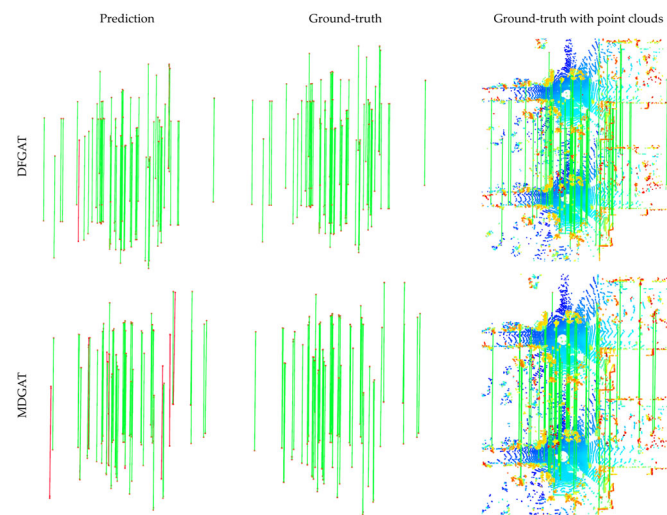 Prediction
Ground-truth
Ground-truth with point clouds
DFGAT
MDGAT